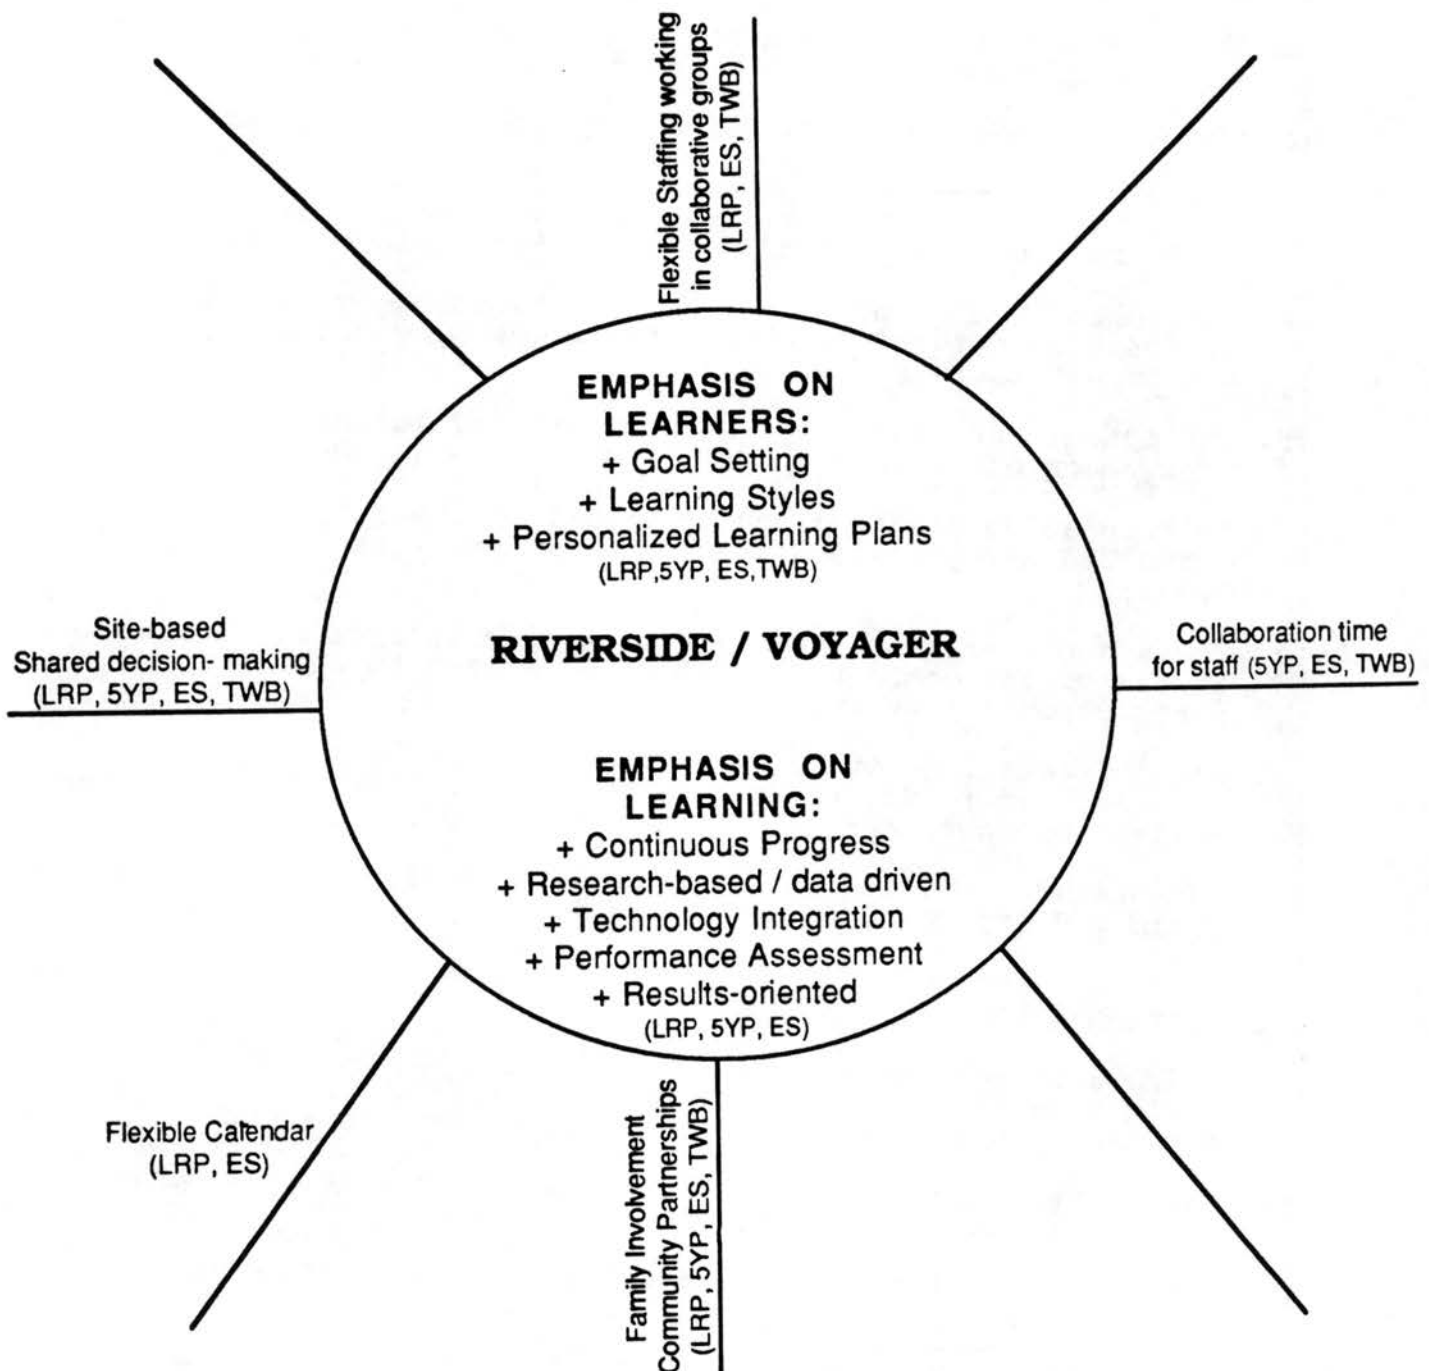 Flexible Staffing working
in collaborative groups
(LRP, ES, TWB)
EMPHASIS ON
LEARNERS:
+ Goal Setting
+ Learning Styles
+ Personalized Learning Plans
(LRP,5YP, ES,TWB)
Site-based
Shared decision- making
(LRP, 5YP, ES, TWB)
RIVERSIDE / VOYAGER
Collaboration time
for staff (5YP, ES, TWB)
EMPHASIS ON
LEARNING:
+ Continuous Progress
+ Research-based / data driven
+ Technology Integration
+ Performance Assessment
+ Results-oriented
(LRP, 5YP, ES)
Flexible Calendar
(LRP, ES)
Family Involvement
Community Partnerships
(LRP, 5YP, ES, TWB)